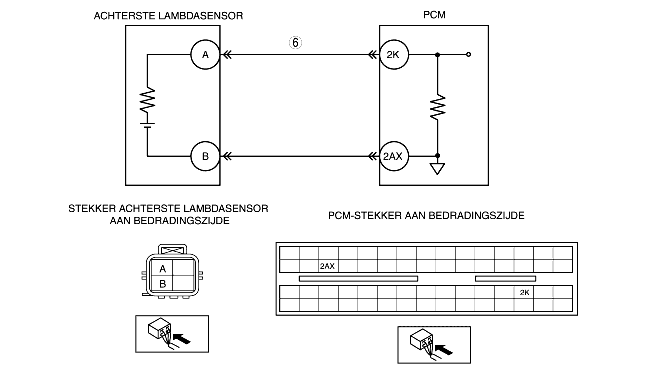 ACHTERSTE LAMBDASENSOR
PCM
6
A
2K
B
2AX
STEKKER ACHTERSTE LAMBDASENSOR
AAN BEDRADINGSZIJDE
PCM-STEKKER AAN BEDRADINGSZIJDE
A
B
2AX
2K